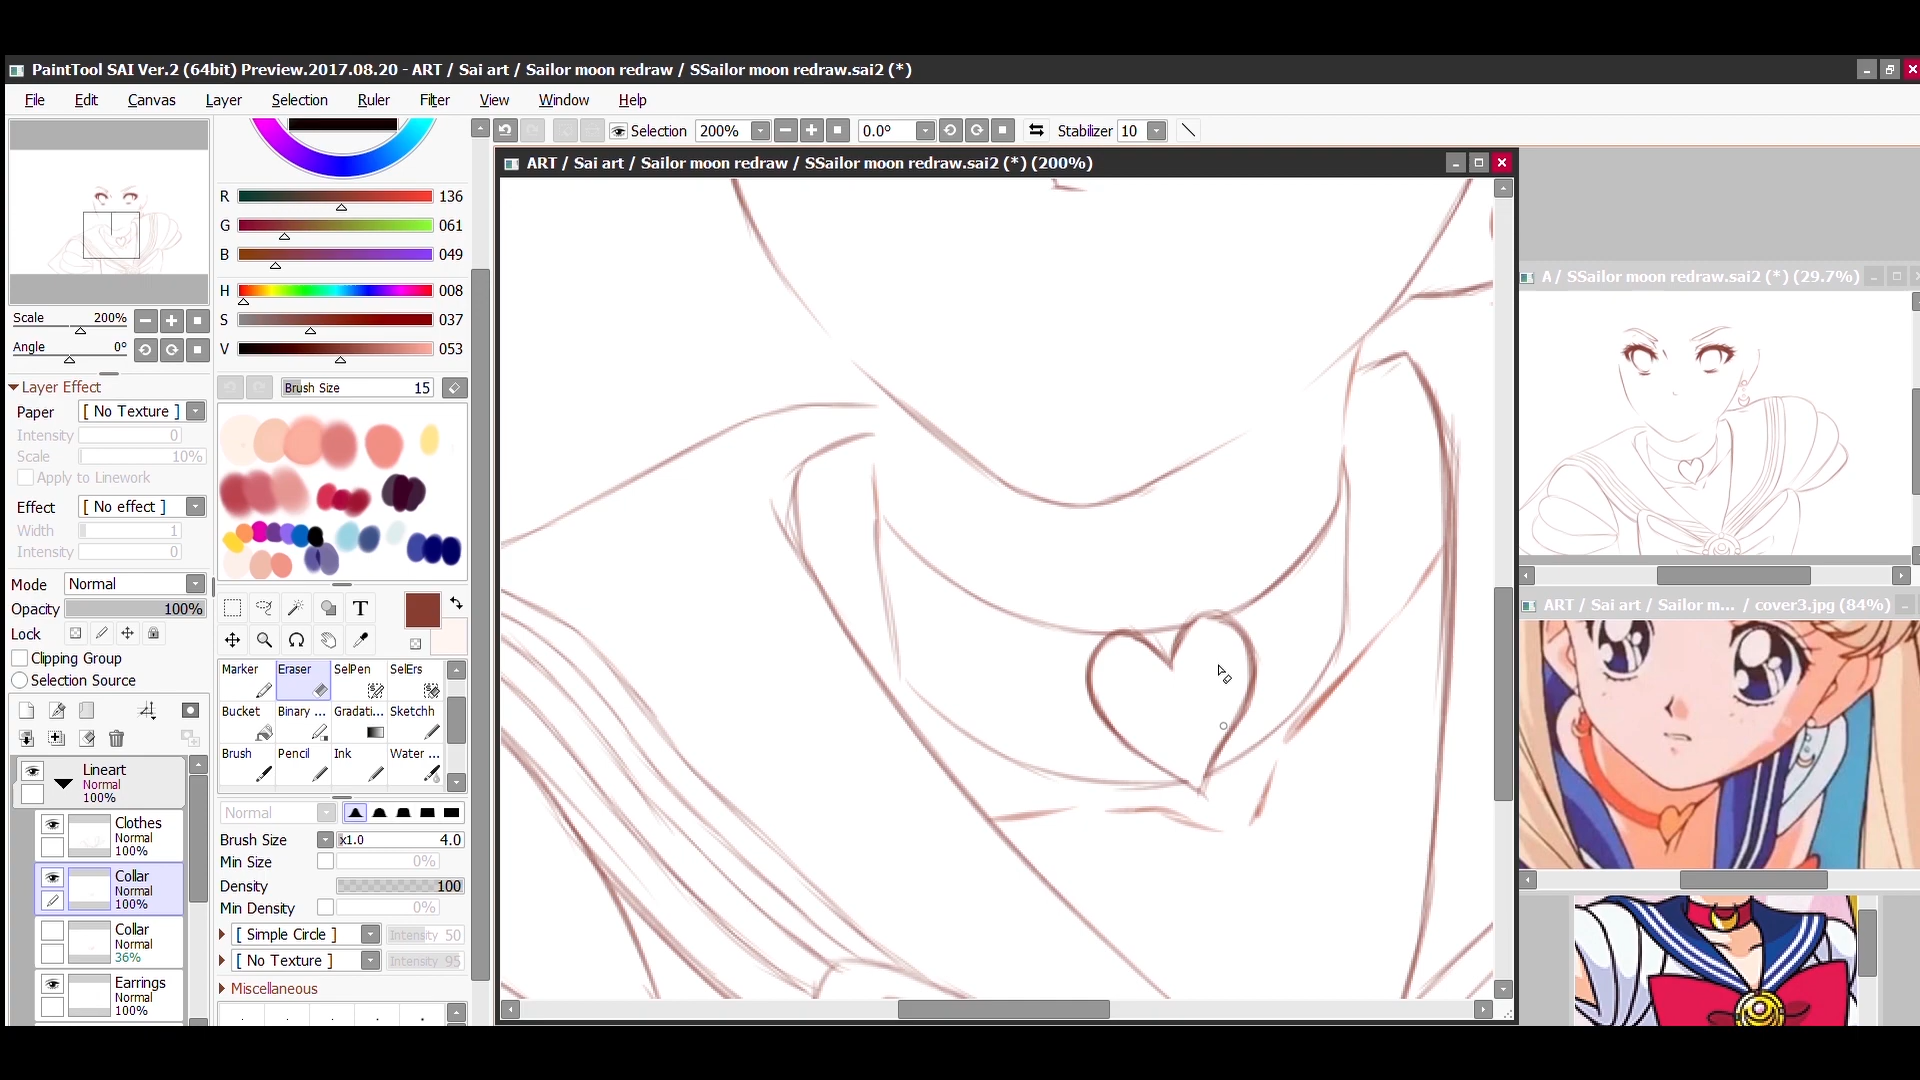 PaintTool SAI Ver.2 (64bit) Preview.2017.08.20 - ART / Sai art / Sailor moon redraw / SSailor moon redraw.sai2 (*)
File Edit Canvas Layer Selection Ruler Filter View Window Help
Selection 200% 0.0° Stabilizer 10
ART / Sai art / Sailor moon redraw / SSailor moon redraw.sai2 (*) (200%)
R 136
G 061
B 049
H 008
S 037
V 053
Scale 200%
Angle 0°
Brush Size 15
Layer Effect
Paper [ No Texture ]
Intensity 0
Scale 10%
Apply to Linework
Effect [ No effect ]
Width 1
Intensity 0
Mode Normal
Opacity 100%
Lock
Clipping Group
Selection Source
T
Marker Eraser SelPen SelErs
Bucket Binary ... Gradati... Sketchh
Brush Pencil Ink Water ...
Normal
Brush Size x1.0 4.0
Min Size 0%
Density 100
Min Density 0%
[ Simple Circle ] Intensity 50
[ No Texture ] Intensity 95
Miscellaneous
Lineart
Normal
100%
Clothes
Normal
100%
Collar
Normal
100%
Collar
Normal
36%
Earrings
Normal
100%
A / SSailor moon redraw.sai2 (*) (29.7%)
ART / Sai art / Sailor m... / cover3.jpg (84%)